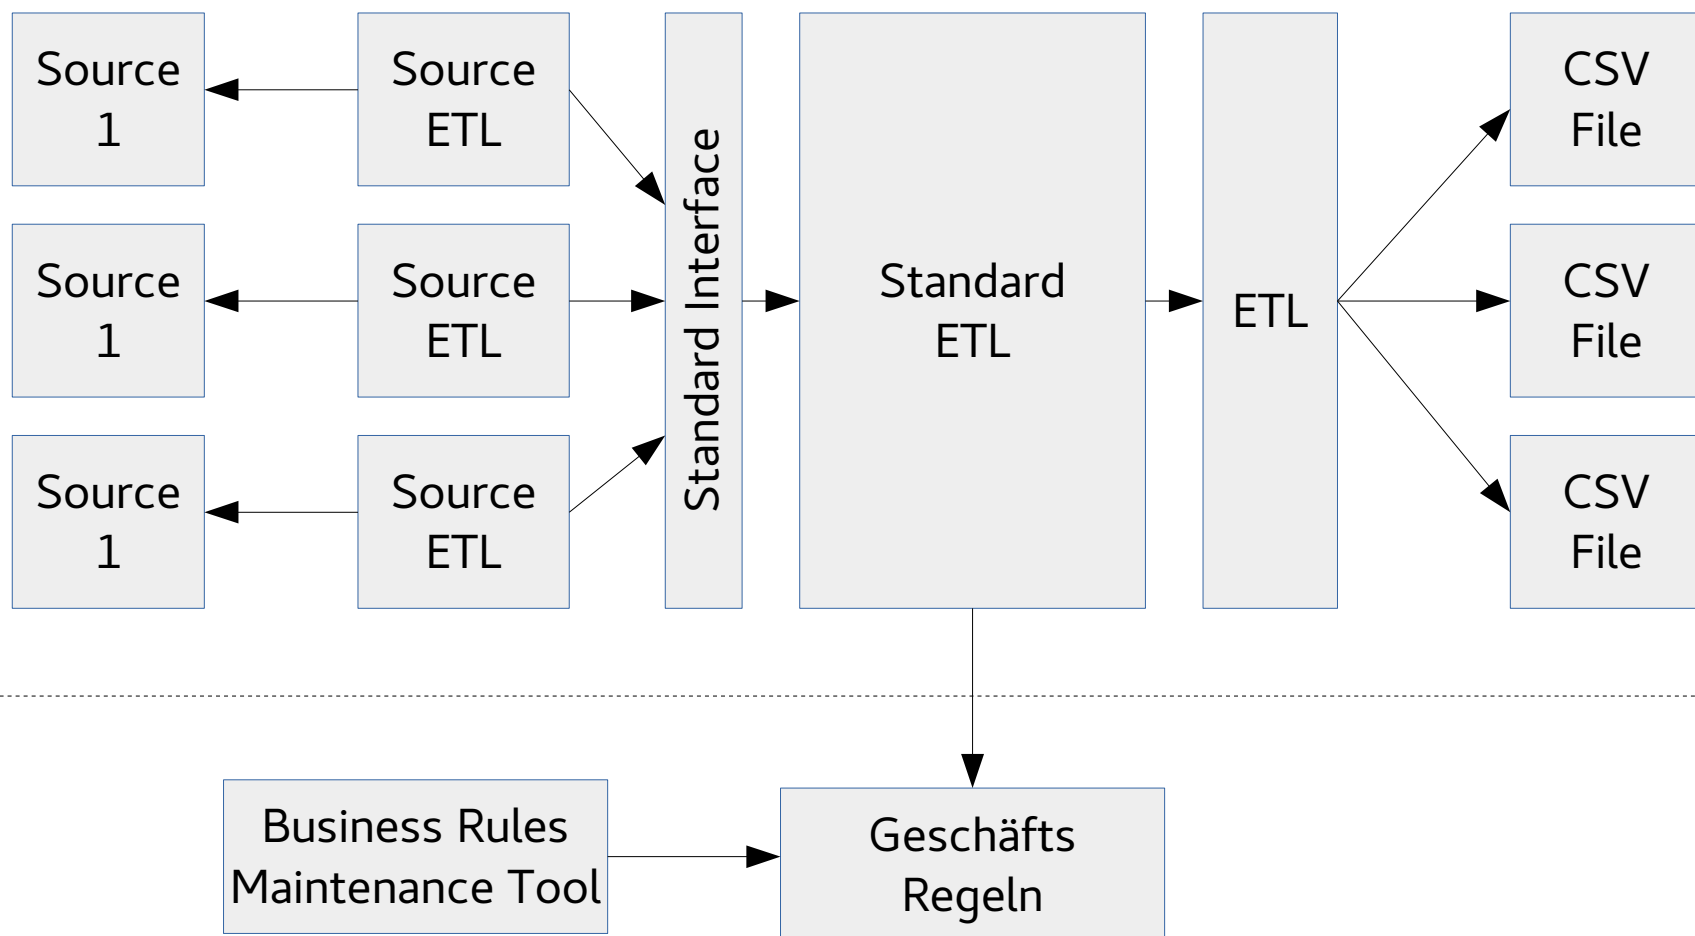 Source
1
Source
ETL
Standard Interface
Standard
ETL
ETL
CSV
File
Source
1
Source
ETL
CSV
File
Source
1
Source
ETL
CSV
File
Business Rules
Maintenance Tool
Geschäfts
Regeln